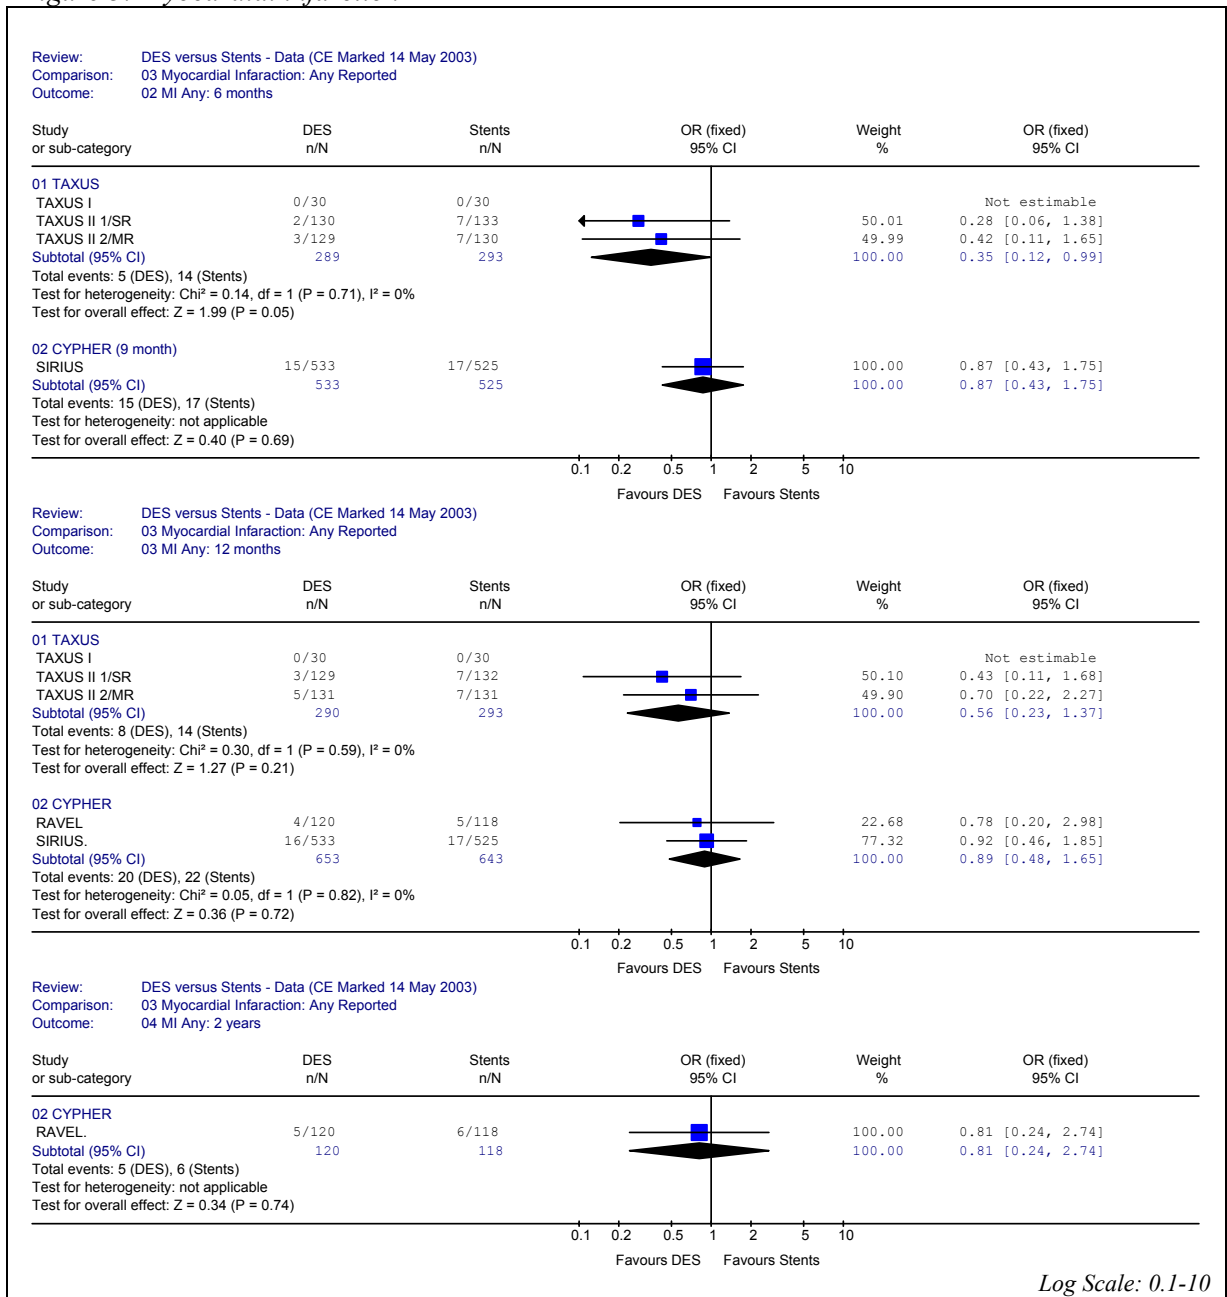 Review: DES versus Stents - Data (CE Marked 14 May 2003)
Comparison: 03 Myocardial Infaraction: Any Reported
Outcome: 02 MI Any: 6 months
Study DES Stents OR (fixed) Weight OR (fixed)
or sub-category n/N n/N 95% CI % 95% CI
01 TAXUS
TAXUS I 0/30 0/30 Not estimable
TAXUS II 1/SR 2/130 7/133 50.01 0.28 [0.06, 1.38]
TAXUS II 2/MR 3/129 7/130 49.99 0.42 [0.11, 1.65]
Subtotal (95% CI) 289 293 100.00 0.35 [0.12, 0.99]
Total events: 5 (DES), 14 (Stents)
Test for heterogeneity: Chi² = 0.14, df = 1 (P = 0.71), I² = 0%
Test for overall effect: Z = 1.99 (P = 0.05)
02 CYPHER (9 month)
SIRIUS 15/533 17/525 100.00 0.87 [0.43, 1.75]
Subtotal (95% CI) 533 525 100.00 0.87 [0.43, 1.75]
Total events: 15 (DES), 17 (Stents)
Test for heterogeneity: not applicable
Test for overall effect: Z = 0.40 (P = 0.69)
0.1 0.2 0.5 1 2 5 10
Favours DES Favours Stents
Review: DES versus Stents - Data (CE Marked 14 May 2003)
Comparison: 03 Myocardial Infaraction: Any Reported
Outcome: 03 MI Any: 12 months
Study DES Stents OR (fixed) Weight OR (fixed)
or sub-category n/N n/N 95% CI % 95% CI
01 TAXUS
TAXUS I 0/30 0/30 Not estimable
TAXUS II 1/SR 3/129 7/132 50.10 0.43 [0.11, 1.68]
TAXUS II 2/MR 5/131 7/131 49.90 0.70 [0.22, 2.27]
Subtotal (95% CI) 290 293 100.00 0.56 [0.23, 1.37]
Total events: 8 (DES), 14 (Stents)
Test for heterogeneity: Chi² = 0.30, df = 1 (P = 0.59), I² = 0%
Test for overall effect: Z = 1.27 (P = 0.21)
02 CYPHER
RAVEL 4/120 5/118 22.68 0.78 [0.20, 2.98]
SIRIUS. 16/533 17/525 77.32 0.92 [0.46, 1.85]
Subtotal (95% CI) 653 643 100.00 0.89 [0.48, 1.65]
Total events: 20 (DES), 22 (Stents)
Test for heterogeneity: Chi² = 0.05, df = 1 (P = 0.82), I² = 0%
Test for overall effect: Z = 0.36 (P = 0.72)
0.1 0.2 0.5 1 2 5 10
Favours DES Favours Stents
Review: DES versus Stents - Data (CE Marked 14 May 2003)
Comparison: 03 Myocardial Infaraction: Any Reported
Outcome: 04 MI Any: 2 years
Study DES Stents OR (fixed) Weight OR (fixed)
or sub-category n/N n/N 95% CI % 95% CI
02 CYPHER
RAVEL. 5/120 6/118 100.00 0.81 [0.24, 2.74]
Subtotal (95% CI) 120 118 100.00 0.81 [0.24, 2.74]
Total events: 5 (DES), 6 (Stents)
Test for heterogeneity: not applicable
Test for overall effect: Z = 0.34 (P = 0.74)
0.1 0.2 0.5 1 2 5 10
Favours DES Favours Stents
Log Scale: 0.1-10